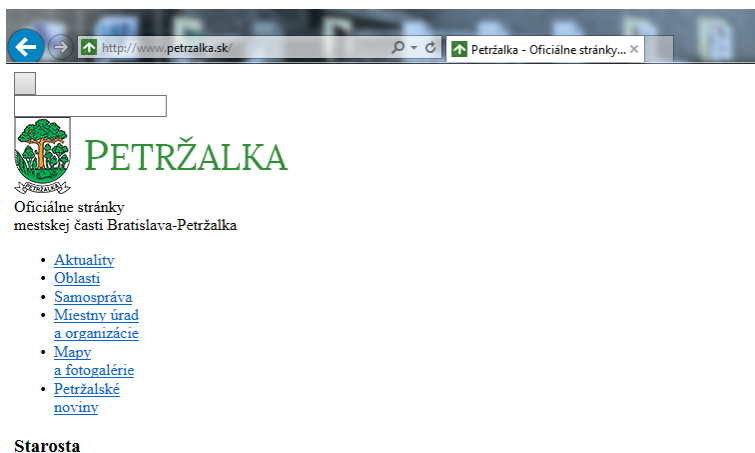 http://www.petrzalka.sk/
Petržalka - Oficiálne stránky...
PETRŽALKA
PETRŽALKA
Oficiálne stránky
mestskej časti Bratislava-Petržalka
Aktuality
Oblasti
Samospráva
Miestny úrad
a organizácie
Mapy
a fotogalérie
Petržalské
noviny
Starosta